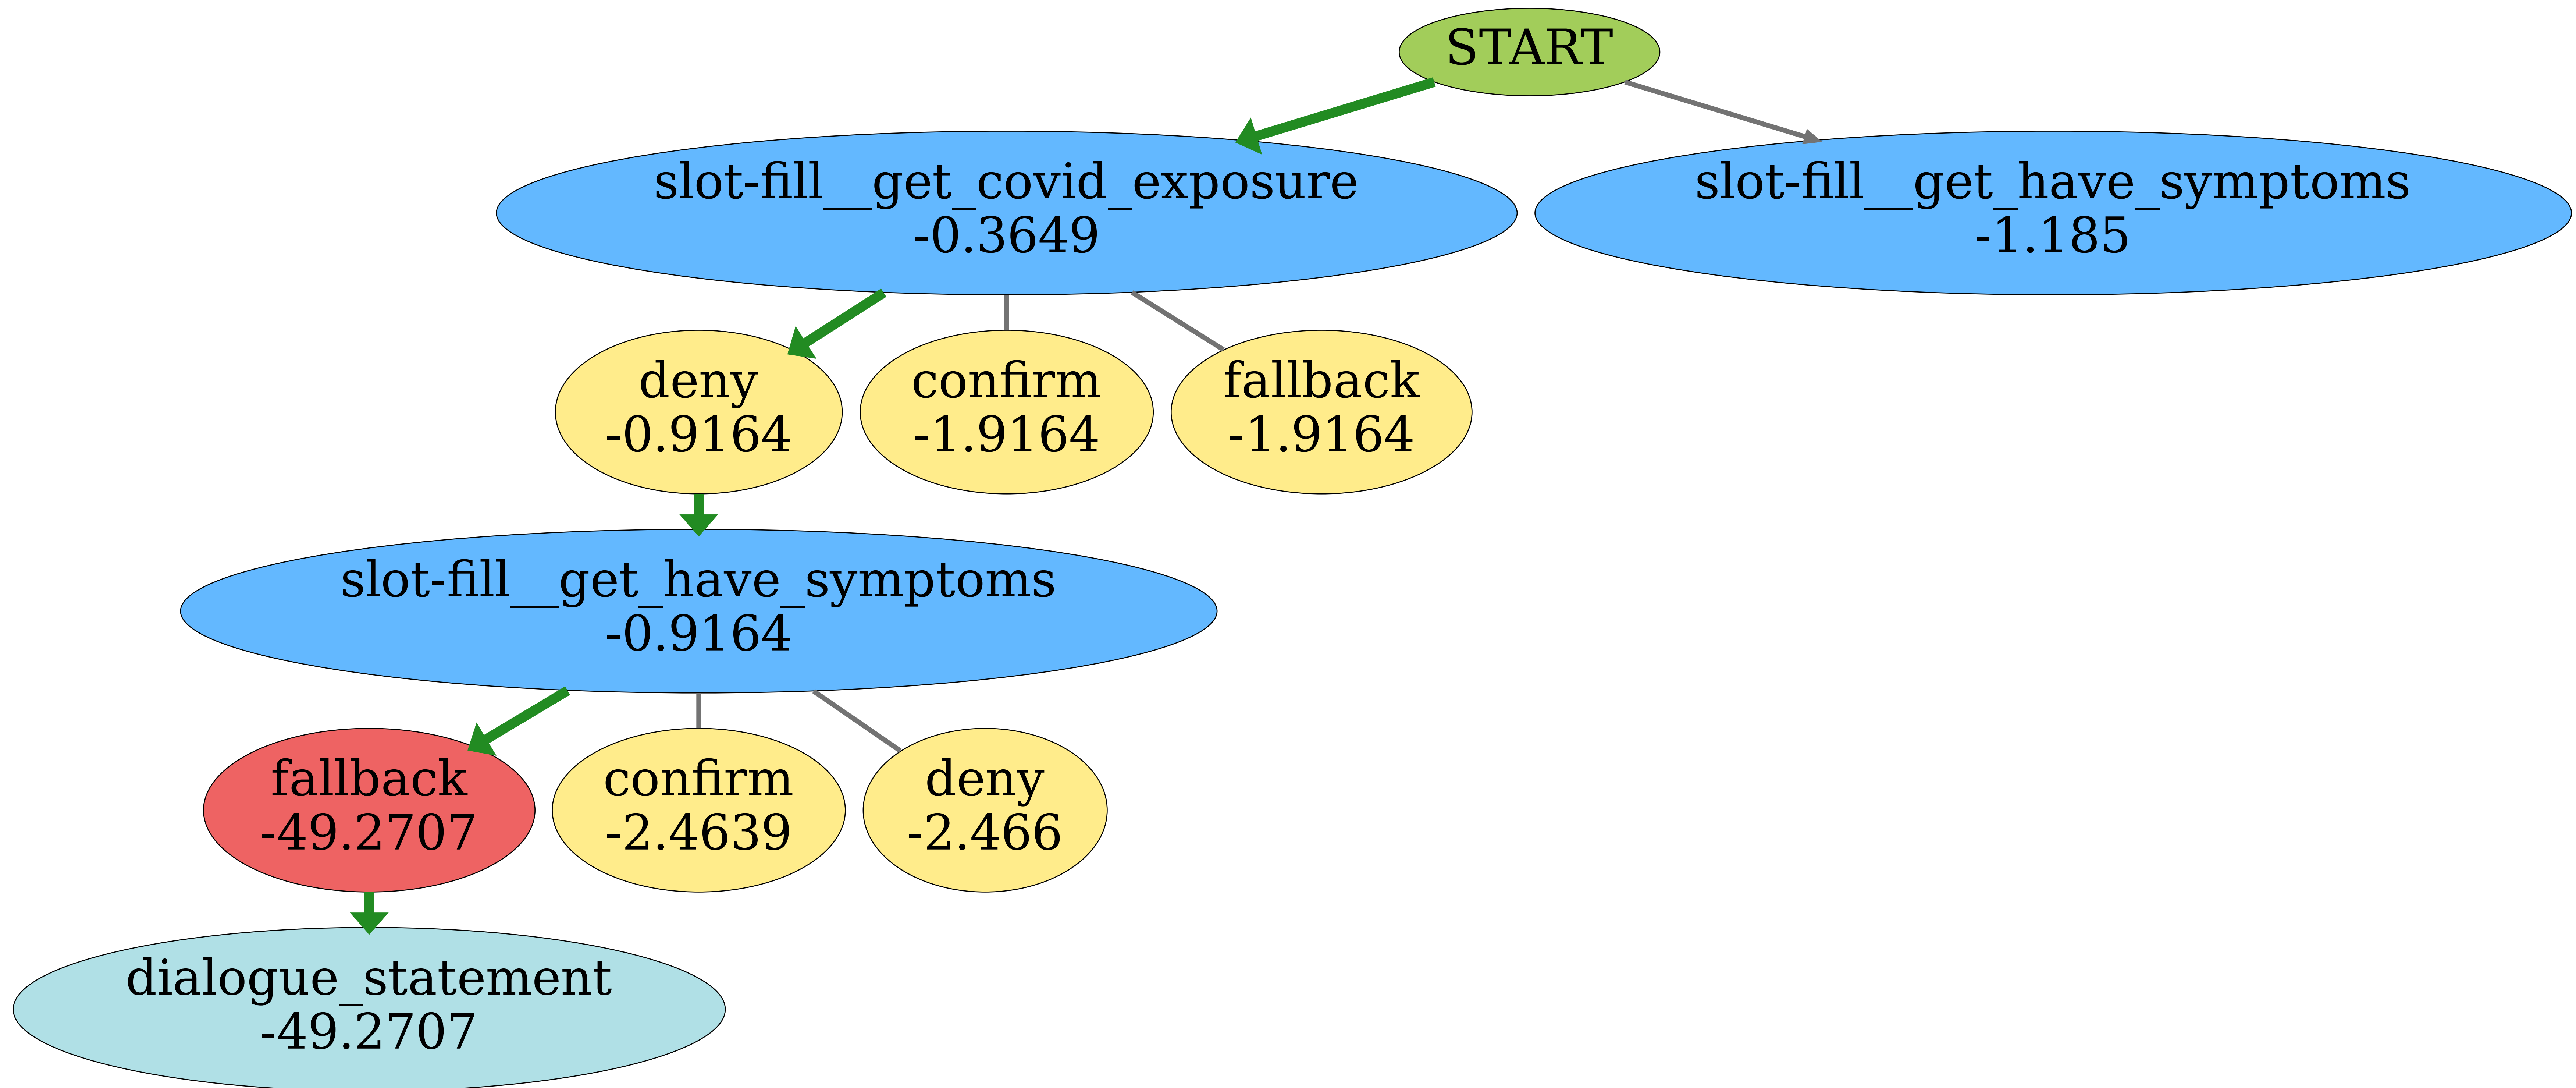 START
slot-fill__get_covid_exposure
-0.3649
slot-fill__get_have_symptoms
-1.185
deny
-0.9164
confirm
-1.9164
fallback
-1.9164
slot-fill__get_have_symptoms
-0.9164
fallback
-49.2707
confirm
-2.4639
deny
-2.466
dialogue_statement
-49.2707